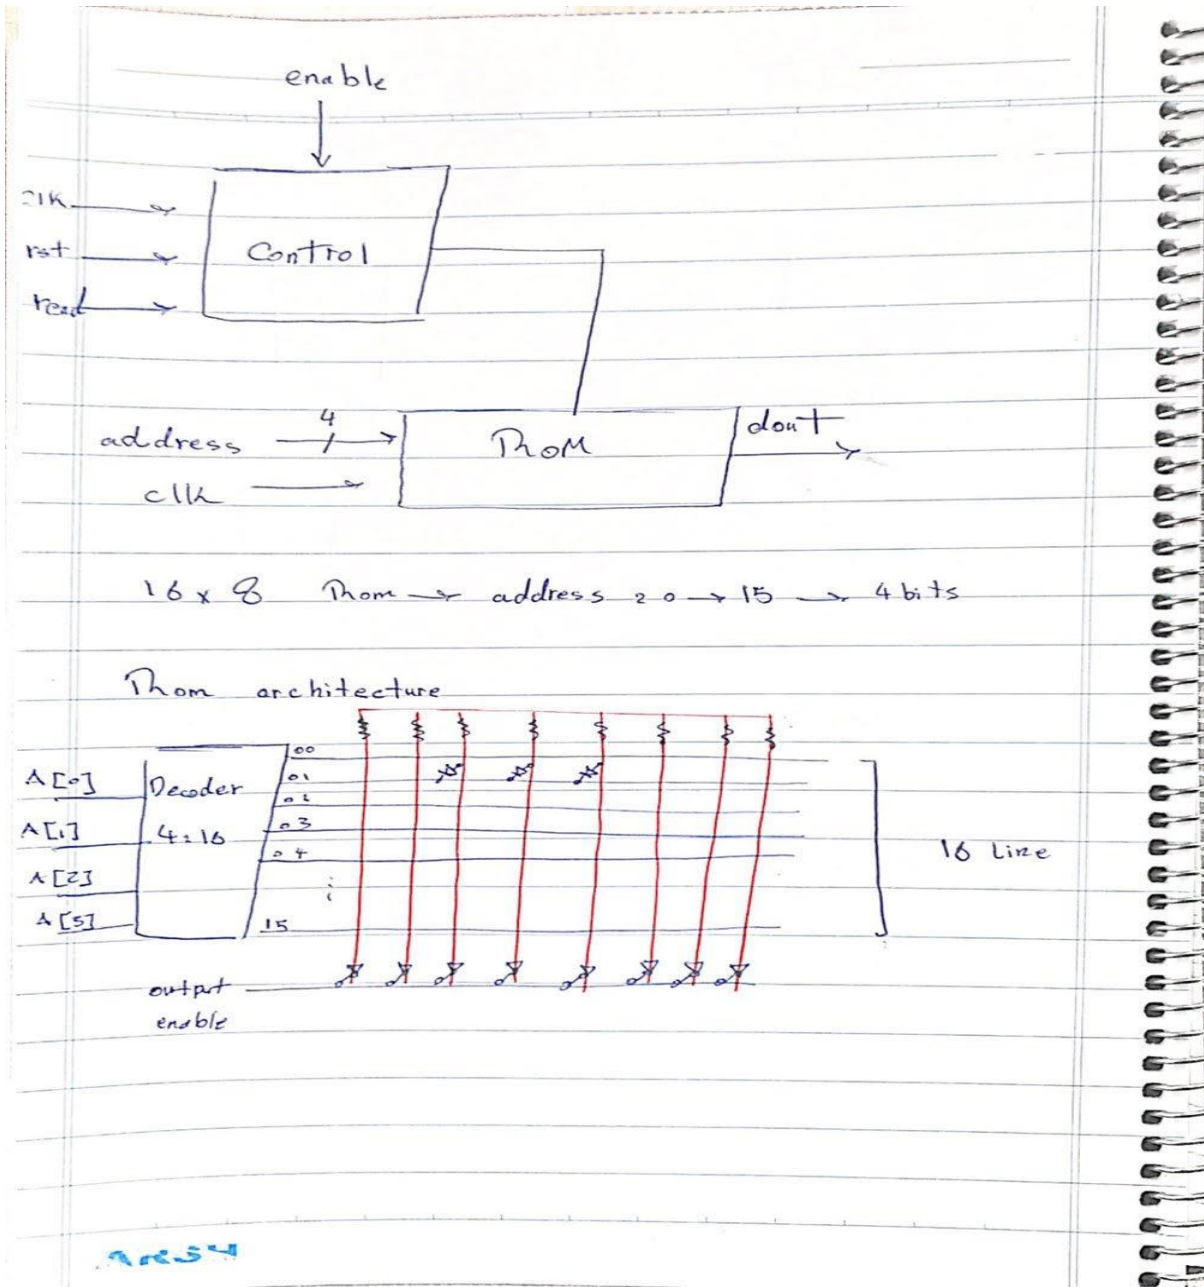 enable
clk
rst
read
Control
address 4
clk
ROM
dout
16 x 8 Rom → address = 0 → 15 → 4 bits
Rom architecture
A[0]
A[1]
A[2]
A[3]
Decoder
4:16
00
01
02
03
04
15
16 Line
output
enable